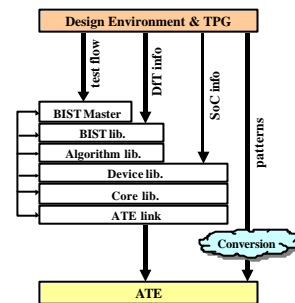 Design Environment & TPG
test flow
DfT info
SoC info
patterns
BIST Master
BIST lib.
Algorithm lib.
Device lib.
Core lib.
ATE link
Conversion
ATE